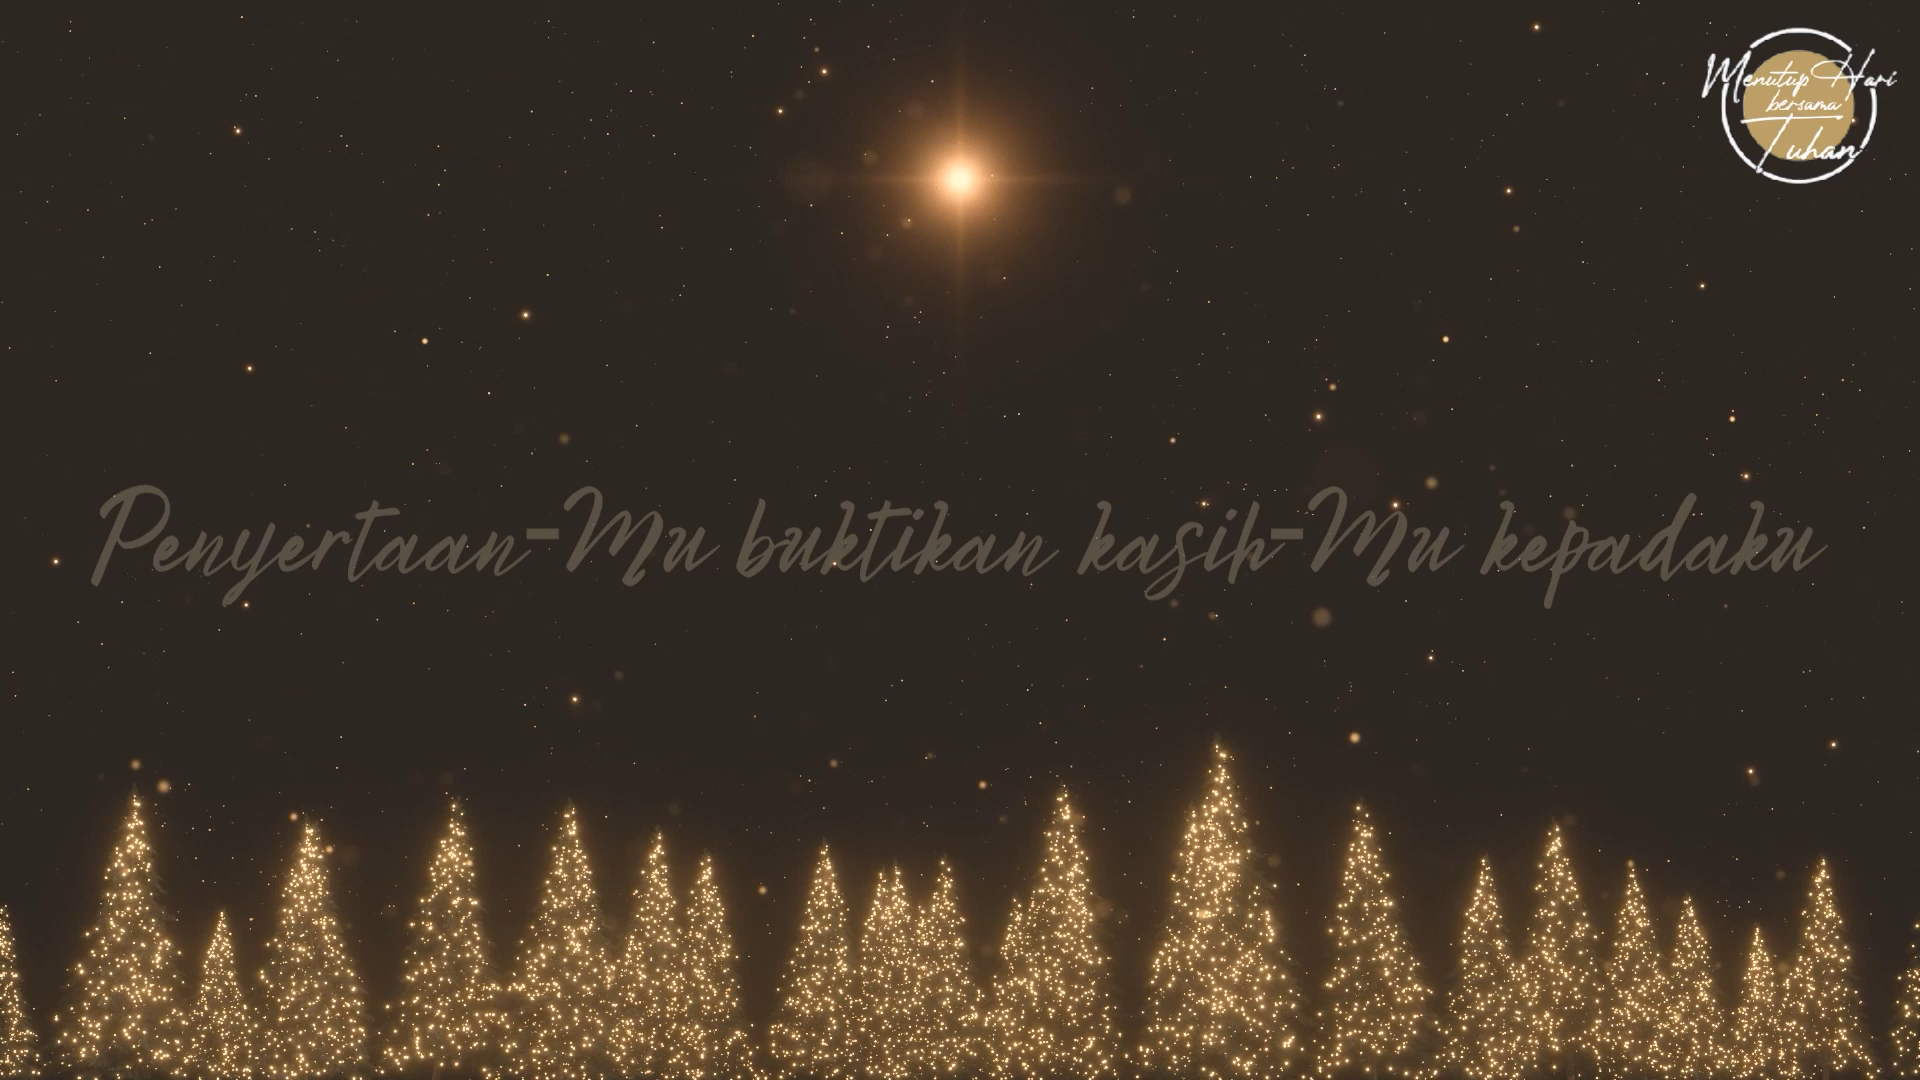 Menutup Hari
bersama
Tuhan
Penyertaan-Mu buktikan kasih-Mu kepadaku